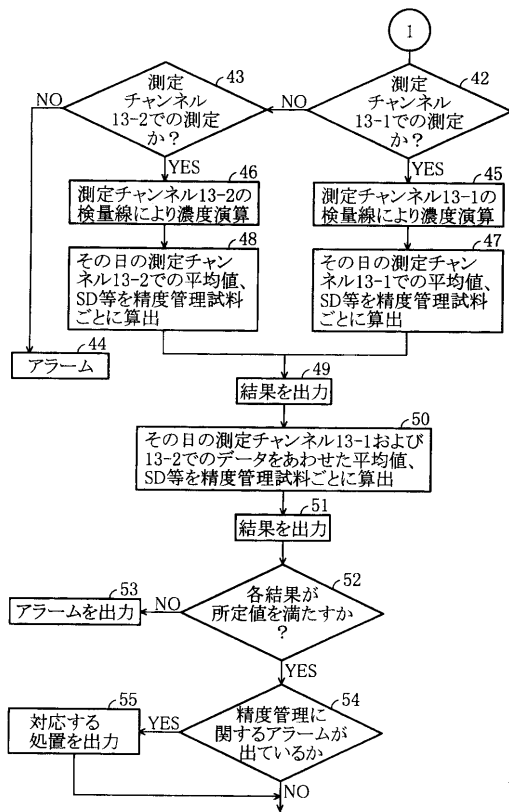 1
43
測定
チャンネル
13-2での測定
か？
NO
YES
42
測定
チャンネル
13-1での測定
か？
NO
YES
46
測定チャンネル13-2の
検量線により濃度演算
45
測定チャンネル13-1の
検量線により濃度演算
48
その日の測定チャン
ネル13-2での平均値、
SD等を精度管理試料
ごとに算出
47
その日の測定チャン
ネル13-1での平均値、
SD等を精度管理試料
ごとに算出
44
アラーム
49
結果を出力
50
その日の測定チャンネル13-1および
13-2でのデータをあわせた平均値、
SD等を精度管理試料ごとに算出
51
結果を出力
52
各結果が
所定値を満たすか
？
NO
YES
53
アラームを出力
54
精度管理に
関するアラームが
出ているか
YES
NO
55
対応する
処置を出力